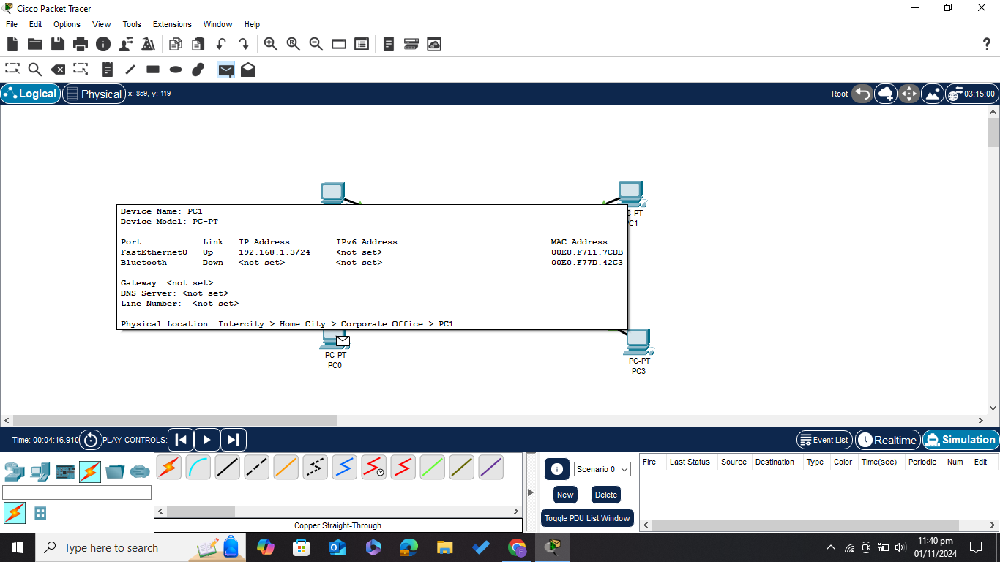 Cisco Packet Tracer
File Edit Options View Tools Extensions Window Help
Logical Physical x: 859, y: 119 Root 03:15:00
Device Name: PC1
Device Model: PC-PT
Port Link IP Address IPv6 Address MAC Address
FastEthernet0 Up 192.168.1.3/24 <not set> 00E0.F711.7CDB
Bluetooth Down <not set> <not set> 00E0.F77D.42C3
Gateway: <not set>
DNS Server: <not set>
Line Number: <not set>
Physical Location: Intercity > Home City > Corporate Office > PC1
C-PT
C1
PC-PT
PC0
PC-PT
PC3
Time: 00:04:16.910 PLAY CONTROLS: Event List Realtime Simulation
Scenario 0
New Delete
Toggle PDU List Window
Fire Last Status Source Destination Type Color Time(sec) Periodic Num Edit
Copper Straight-Through
Type here to search
F
11:40 pm
01/11/2024